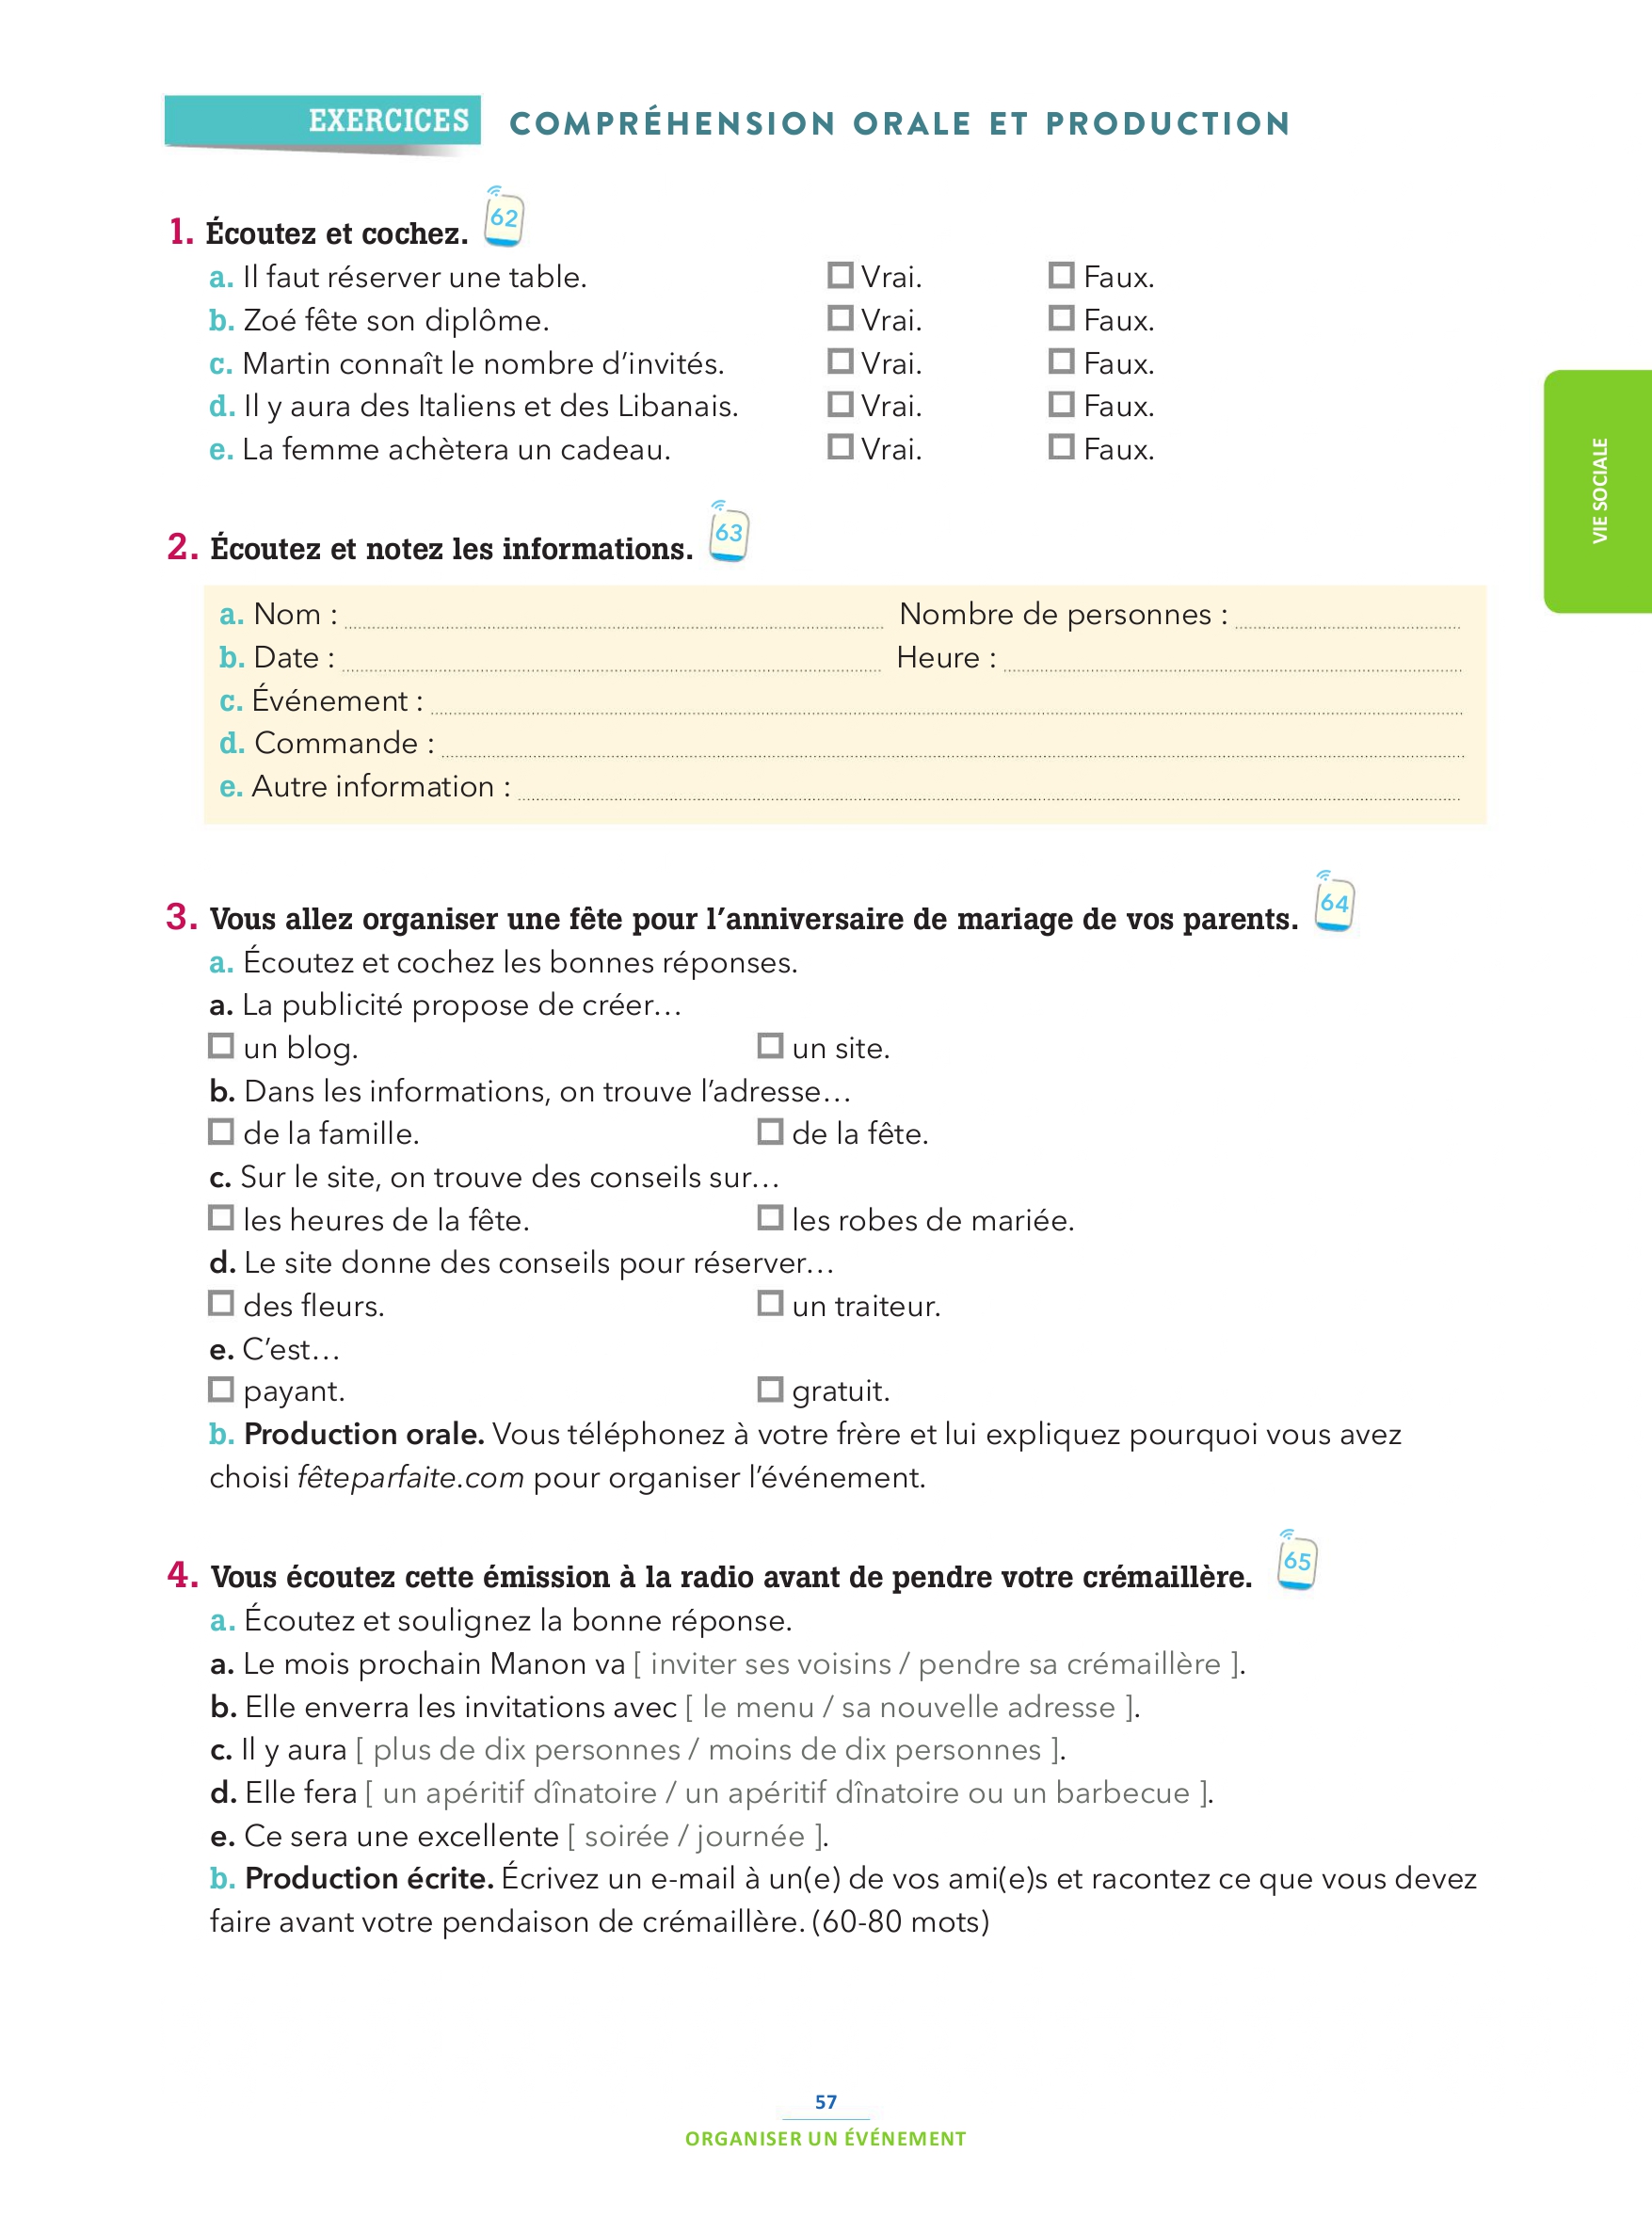 EXERCICES COMPRÉHENSION ORALE ET PRODUCTION
1. Écoutez et cochez. 62
a. Il faut réserver une table. Vrai. Faux.
b. Zoé fête son diplôme. Vrai. Faux.
c. Martin connaît le nombre d'invités. Vrai. Faux.
d. Il y aura des Italiens et des Libanais. Vrai. Faux.
e. La femme achètera un cadeau. Vrai. Faux.
VIE SOCIALE
2. Écoutez et notez les informations. 63
a. Nom : Nombre de personnes :
b. Date : Heure :
c. Événement :
d. Commande :
e. Autre information :
3. Vous allez organiser une fête pour l'anniversaire de mariage de vos parents. 64
a. Écoutez et cochez les bonnes réponses.
a. La publicité propose de créer…
un blog. un site.
b. Dans les informations, on trouve l'adresse…
de la famille. de la fête.
c. Sur le site, on trouve des conseils sur…
les heures de la fête. les robes de mariée.
d. Le site donne des conseils pour réserver…
des fleurs. un traiteur.
e. C'est…
payant. gratuit.
b. Production orale. Vous téléphonez à votre frère et lui expliquez pourquoi vous avez
choisi fêteparfaite.com pour organiser l'événement.
4. Vous écoutez cette émission à la radio avant de pendre votre crémaillère. 65
a. Écoutez et soulignez la bonne réponse.
a. Le mois prochain Manon va [ inviter ses voisins / pendre sa crémaillère ].
b. Elle enverra les invitations avec [ le menu / sa nouvelle adresse ].
c. Il y aura [ plus de dix personnes / moins de dix personnes ].
d. Elle fera [ un apéritif dînatoire / un apéritif dînatoire ou un barbecue ].
e. Ce sera une excellente [ soirée / journée ].
b. Production écrite. Écrivez un e-mail à un(e) de vos ami(e)s et racontez ce que vous devez
faire avant votre pendaison de crémaillère. (60-80 mots)
57
ORGANISER UN ÉVÉNEMENT